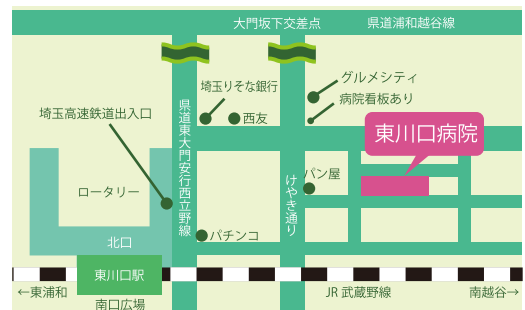 大門坂下交差点
県道浦和越谷線
グルメシティ
埼玉りそな銀行
病院看板あり
埼玉高速鉄道出入口
西友
県道東大門安行西立野線
東川口病院
けやき通り
パン屋
ロータリー
パチンコ
北口
東川口駅
←東浦和
JR 武蔵野線
南越谷→
南口広場